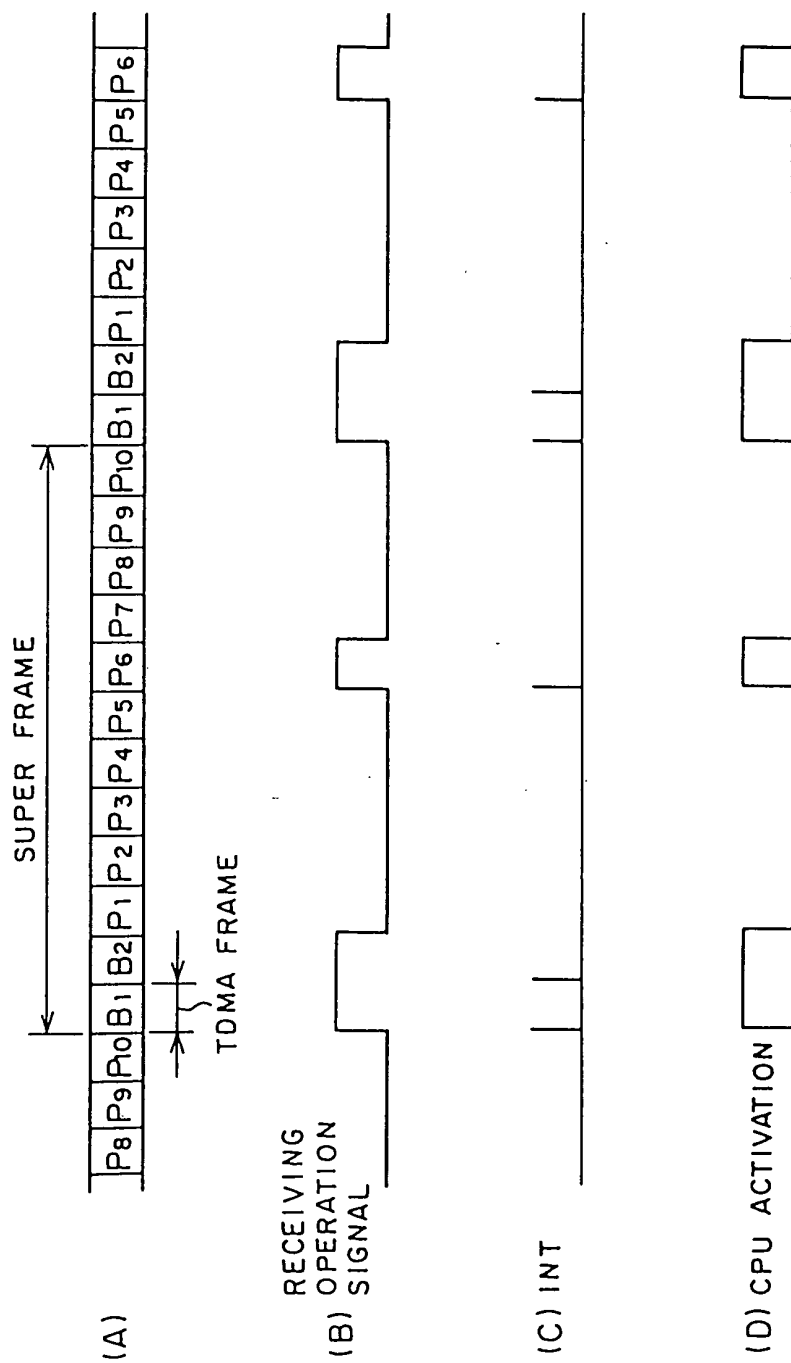 SUPER FRAME
(A)
P8 P9 P10 B1 B2 P1 P2 P3 P4 P5 P6 P7 P8 P9 P10 B1 B2 P1 P2 P3 P4 P5 P6
TDMA FRAME
(B) RECEIVING
OPERATION
SIGNAL
(C) INT
(D) CPU ACTIVATION